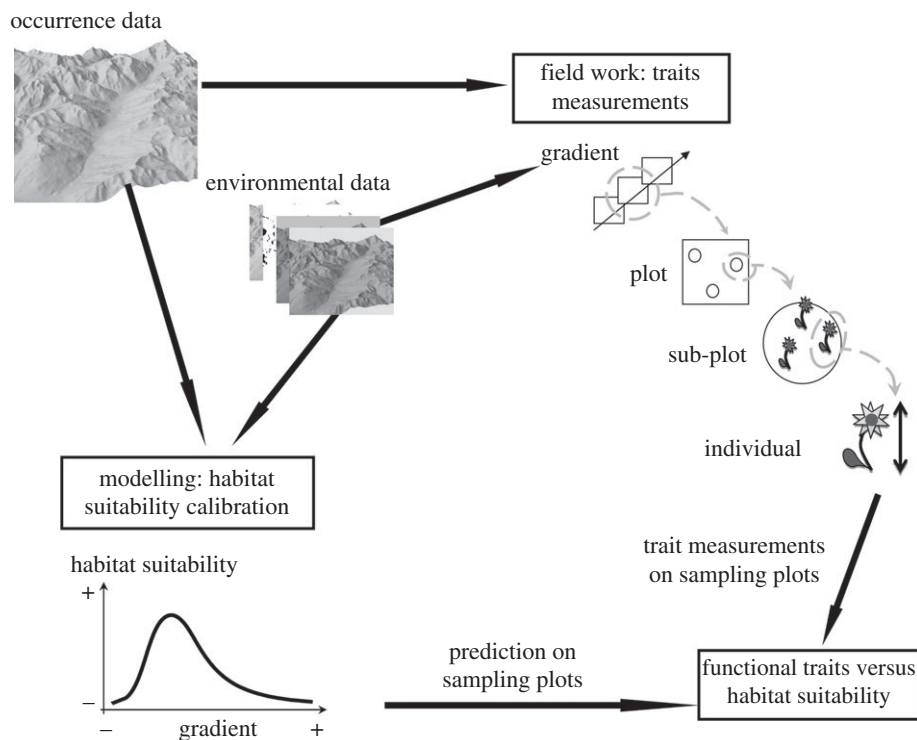 occurrence data
field work: traits
measurements
environmental data
gradient
plot
sub-plot
individual
modelling: habitat
suitability calibration
trait measurements
on sampling plots
habitat suitability
+
–
–
gradient
+
prediction on
sampling plots
functional traits versus
habitat suitability